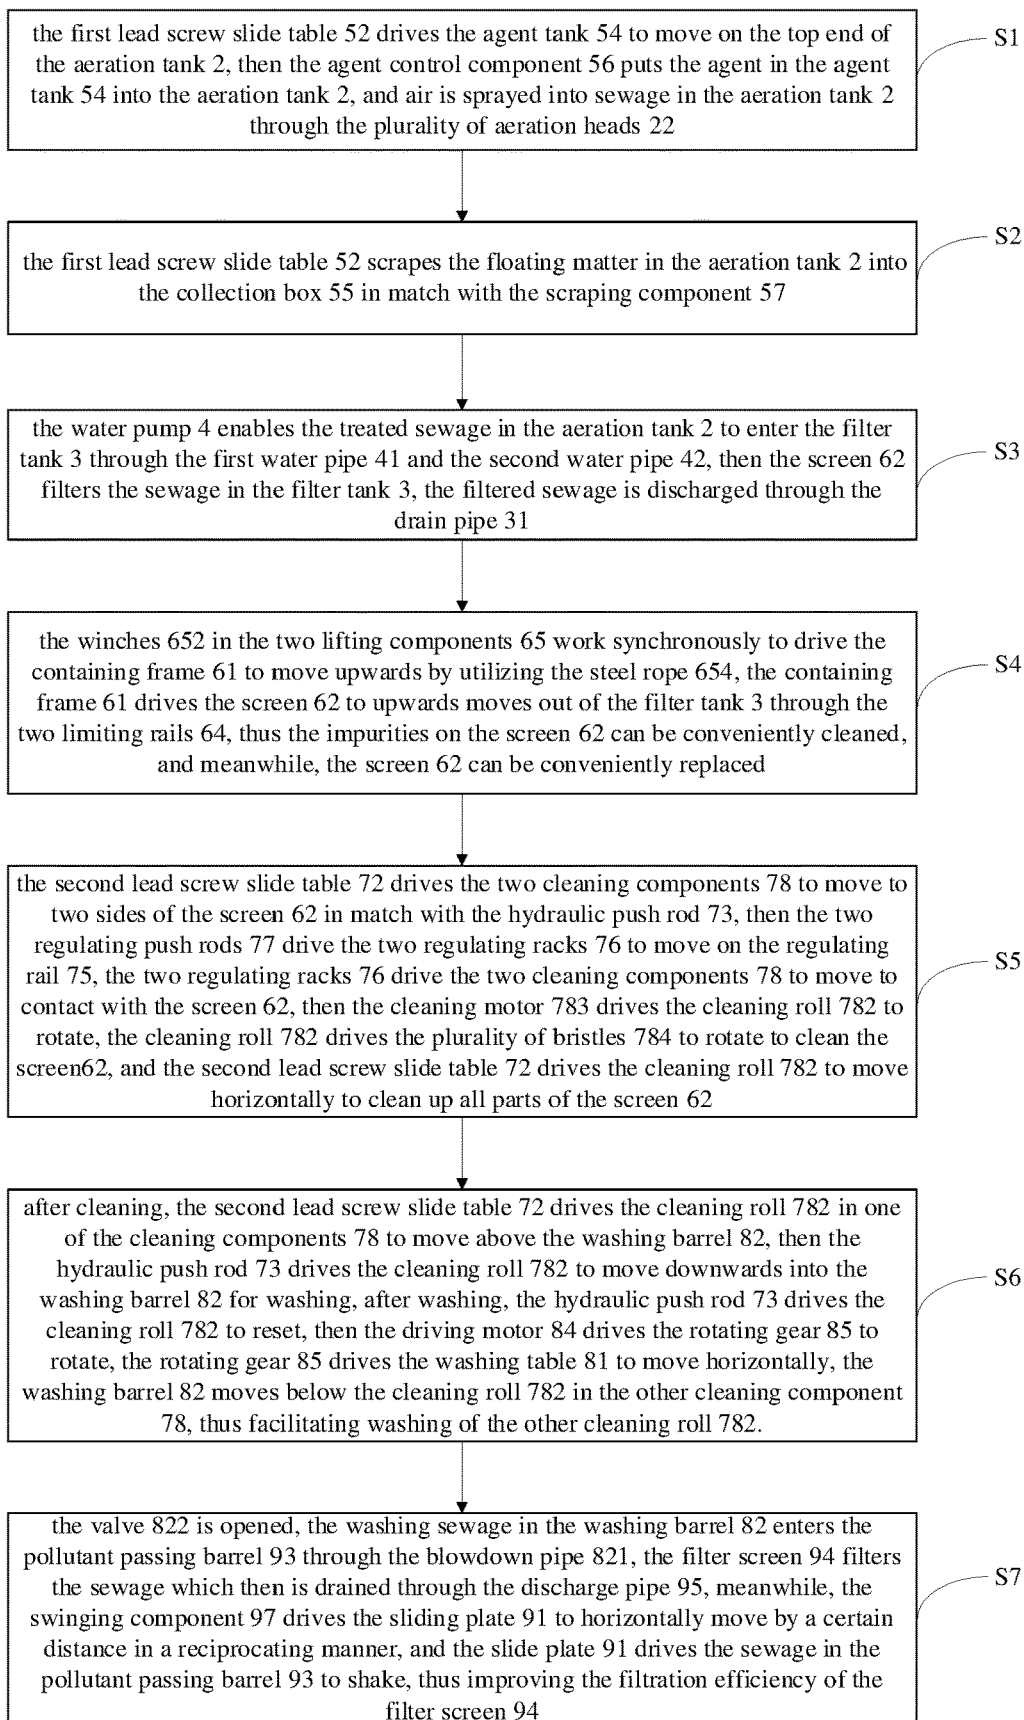 the first lead screw slide table 52 drives the agent tank 54 to move on the top end of
the aeration tank 2, then the agent control component 56 puts the agent in the agent
tank 54 into the aeration tank 2, and air is sprayed into sewage in the aeration tank 2
through the plurality of aeration heads 22
S1
the first lead screw slide table 52 scrapes the floating matter in the aeration tank 2 into
the collection box 55 in match with the scraping component 57
S2
the water pump 4 enables the treated sewage in the aeration tank 2 to enter the filter
tank 3 through the first water pipe 41 and the second water pipe 42, then the screen 62
filters the sewage in the filter tank 3, the filtered sewage is discharged through the
drain pipe 31
S3
the winches 652 in the two lifting components 65 work synchronously to drive the
containing frame 61 to move upwards by utilizing the steel rope 654, the containing
frame 61 drives the screen 62 to upwards moves out of the filter tank 3 through the
two limiting rails 64, thus the impurities on the screen 62 can be conveniently cleaned,
and meanwhile, the screen 62 can be conveniently replaced
S4
the second lead screw slide table 72 drives the two cleaning components 78 to move to
two sides of the screen 62 in match with the hydraulic push rod 73, then the two
regulating push rods 77 drive the two regulating racks 76 to move on the regulating
rail 75, the two regulating racks 76 drive the two cleaning components 78 to move to
contact with the screen 62, then the cleaning motor 783 drives the cleaning roll 782 to
rotate, the cleaning roll 782 drives the plurality of bristles 784 to rotate to clean the
screen62, and the second lead screw slide table 72 drives the cleaning roll 782 to move
horizontally to clean up all parts of the screen 62
S5
after cleaning, the second lead screw slide table 72 drives the cleaning roll 782 in one
of the cleaning components 78 to move above the washing barrel 82, then the
hydraulic push rod 73 drives the cleaning roll 782 to move downwards into the
washing barrel 82 for washing, after washing, the hydraulic push rod 73 drives the
cleaning roll 782 to reset, then the driving motor 84 drives the rotating gear 85 to
rotate, the rotating gear 85 drives the washing table 81 to move horizontally, the
washing barrel 82 moves below the cleaning roll 782 in the other cleaning component
78, thus facilitating washing of the other cleaning roll 782.
S6
the valve 822 is opened, the washing sewage in the washing barrel 82 enters the
pollutant passing barrel 93 through the blowdown pipe 821, the filter screen 94 filters
the sewage which then is drained through the discharge pipe 95, meanwhile, the
swinging component 97 drives the sliding plate 91 to horizontally move by a certain
distance in a reciprocating manner, and the slide plate 91 drives the sewage in the
pollutant passing barrel 93 to shake, thus improving the filtration efficiency of the
filter screen 94
S7